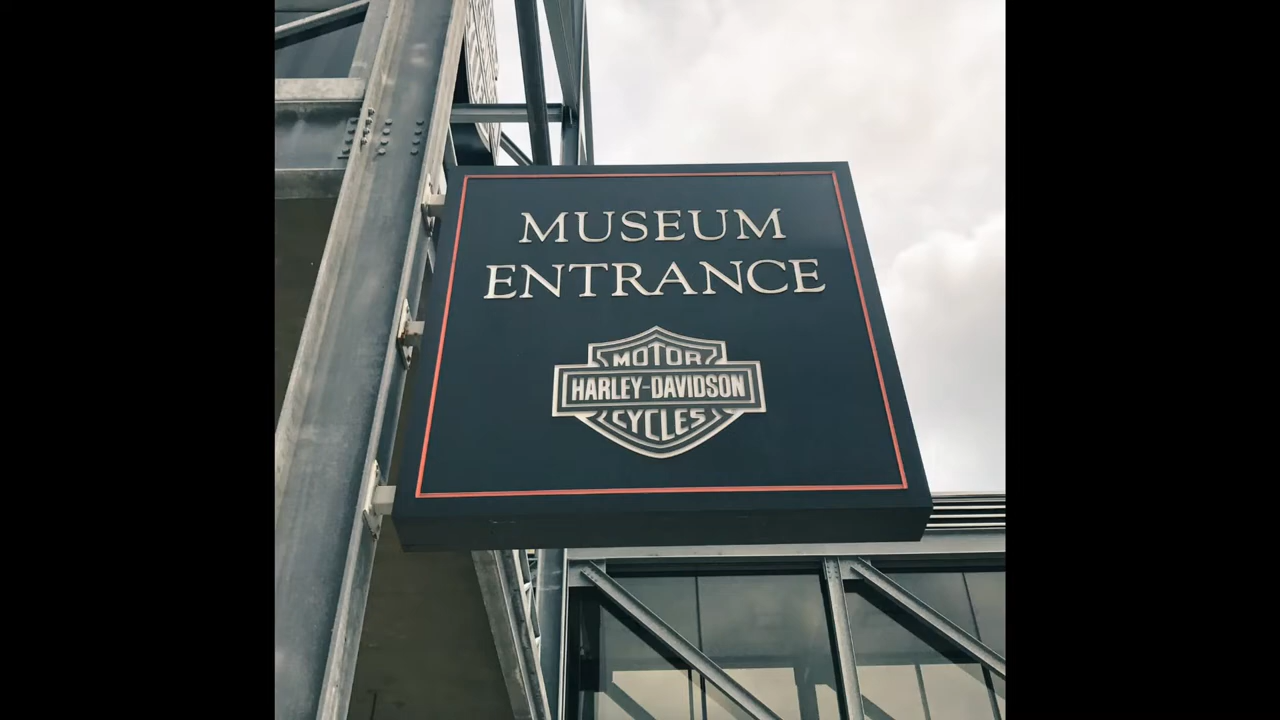 MUSEUM
ENTRANCE
MOTOR
HARLEY-DAVIDSON
CYCLES